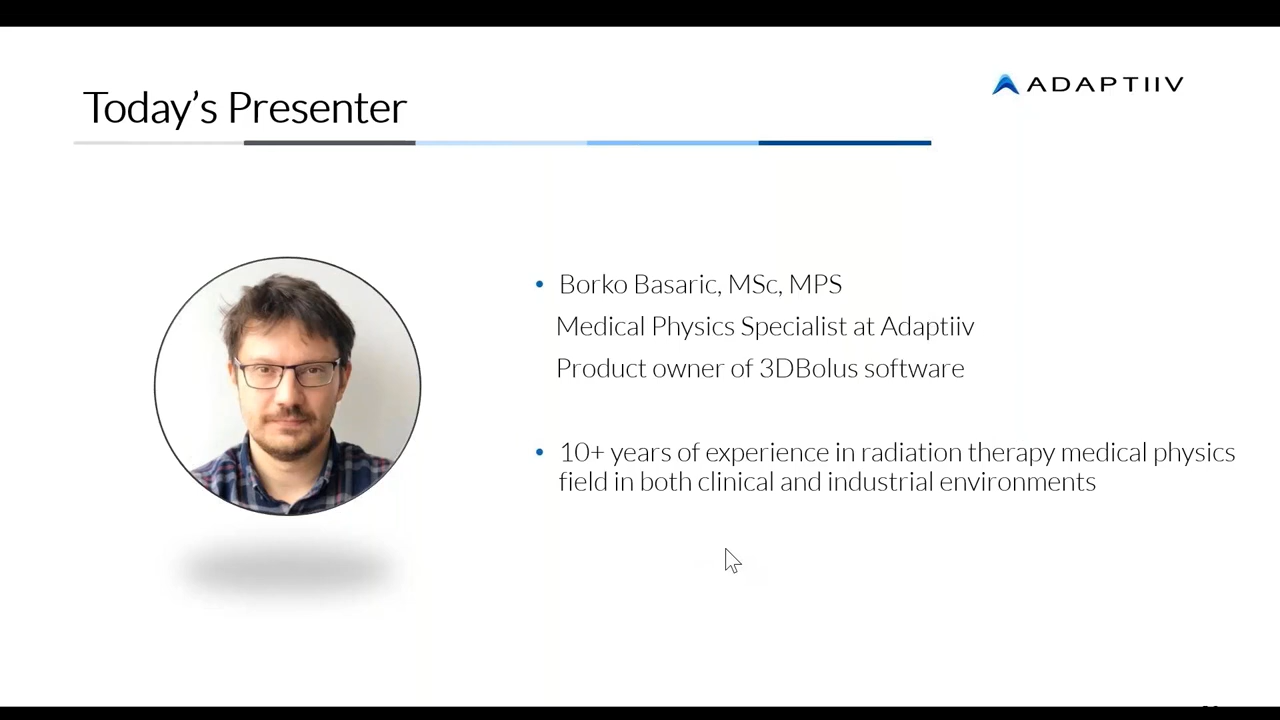 Today's Presenter
ADAPTIIV
Borko Basaric, MSc, MPS
Medical Physics Specialist at Adaptiiv
Product owner of 3DBolus software
10+ years of experience in radiation therapy medical physics
field in both clinical and industrial environments